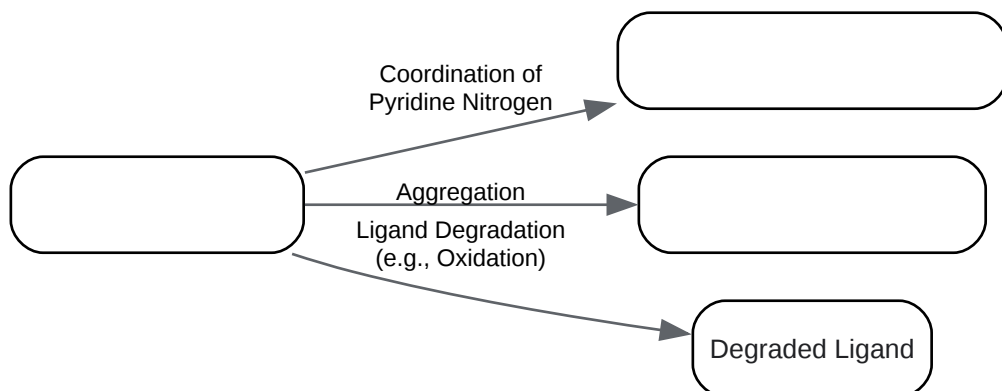 Coordination of
Pyridine Nitrogen
Aggregation
Ligand Degradation
(e.g., Oxidation)
Degraded Ligand